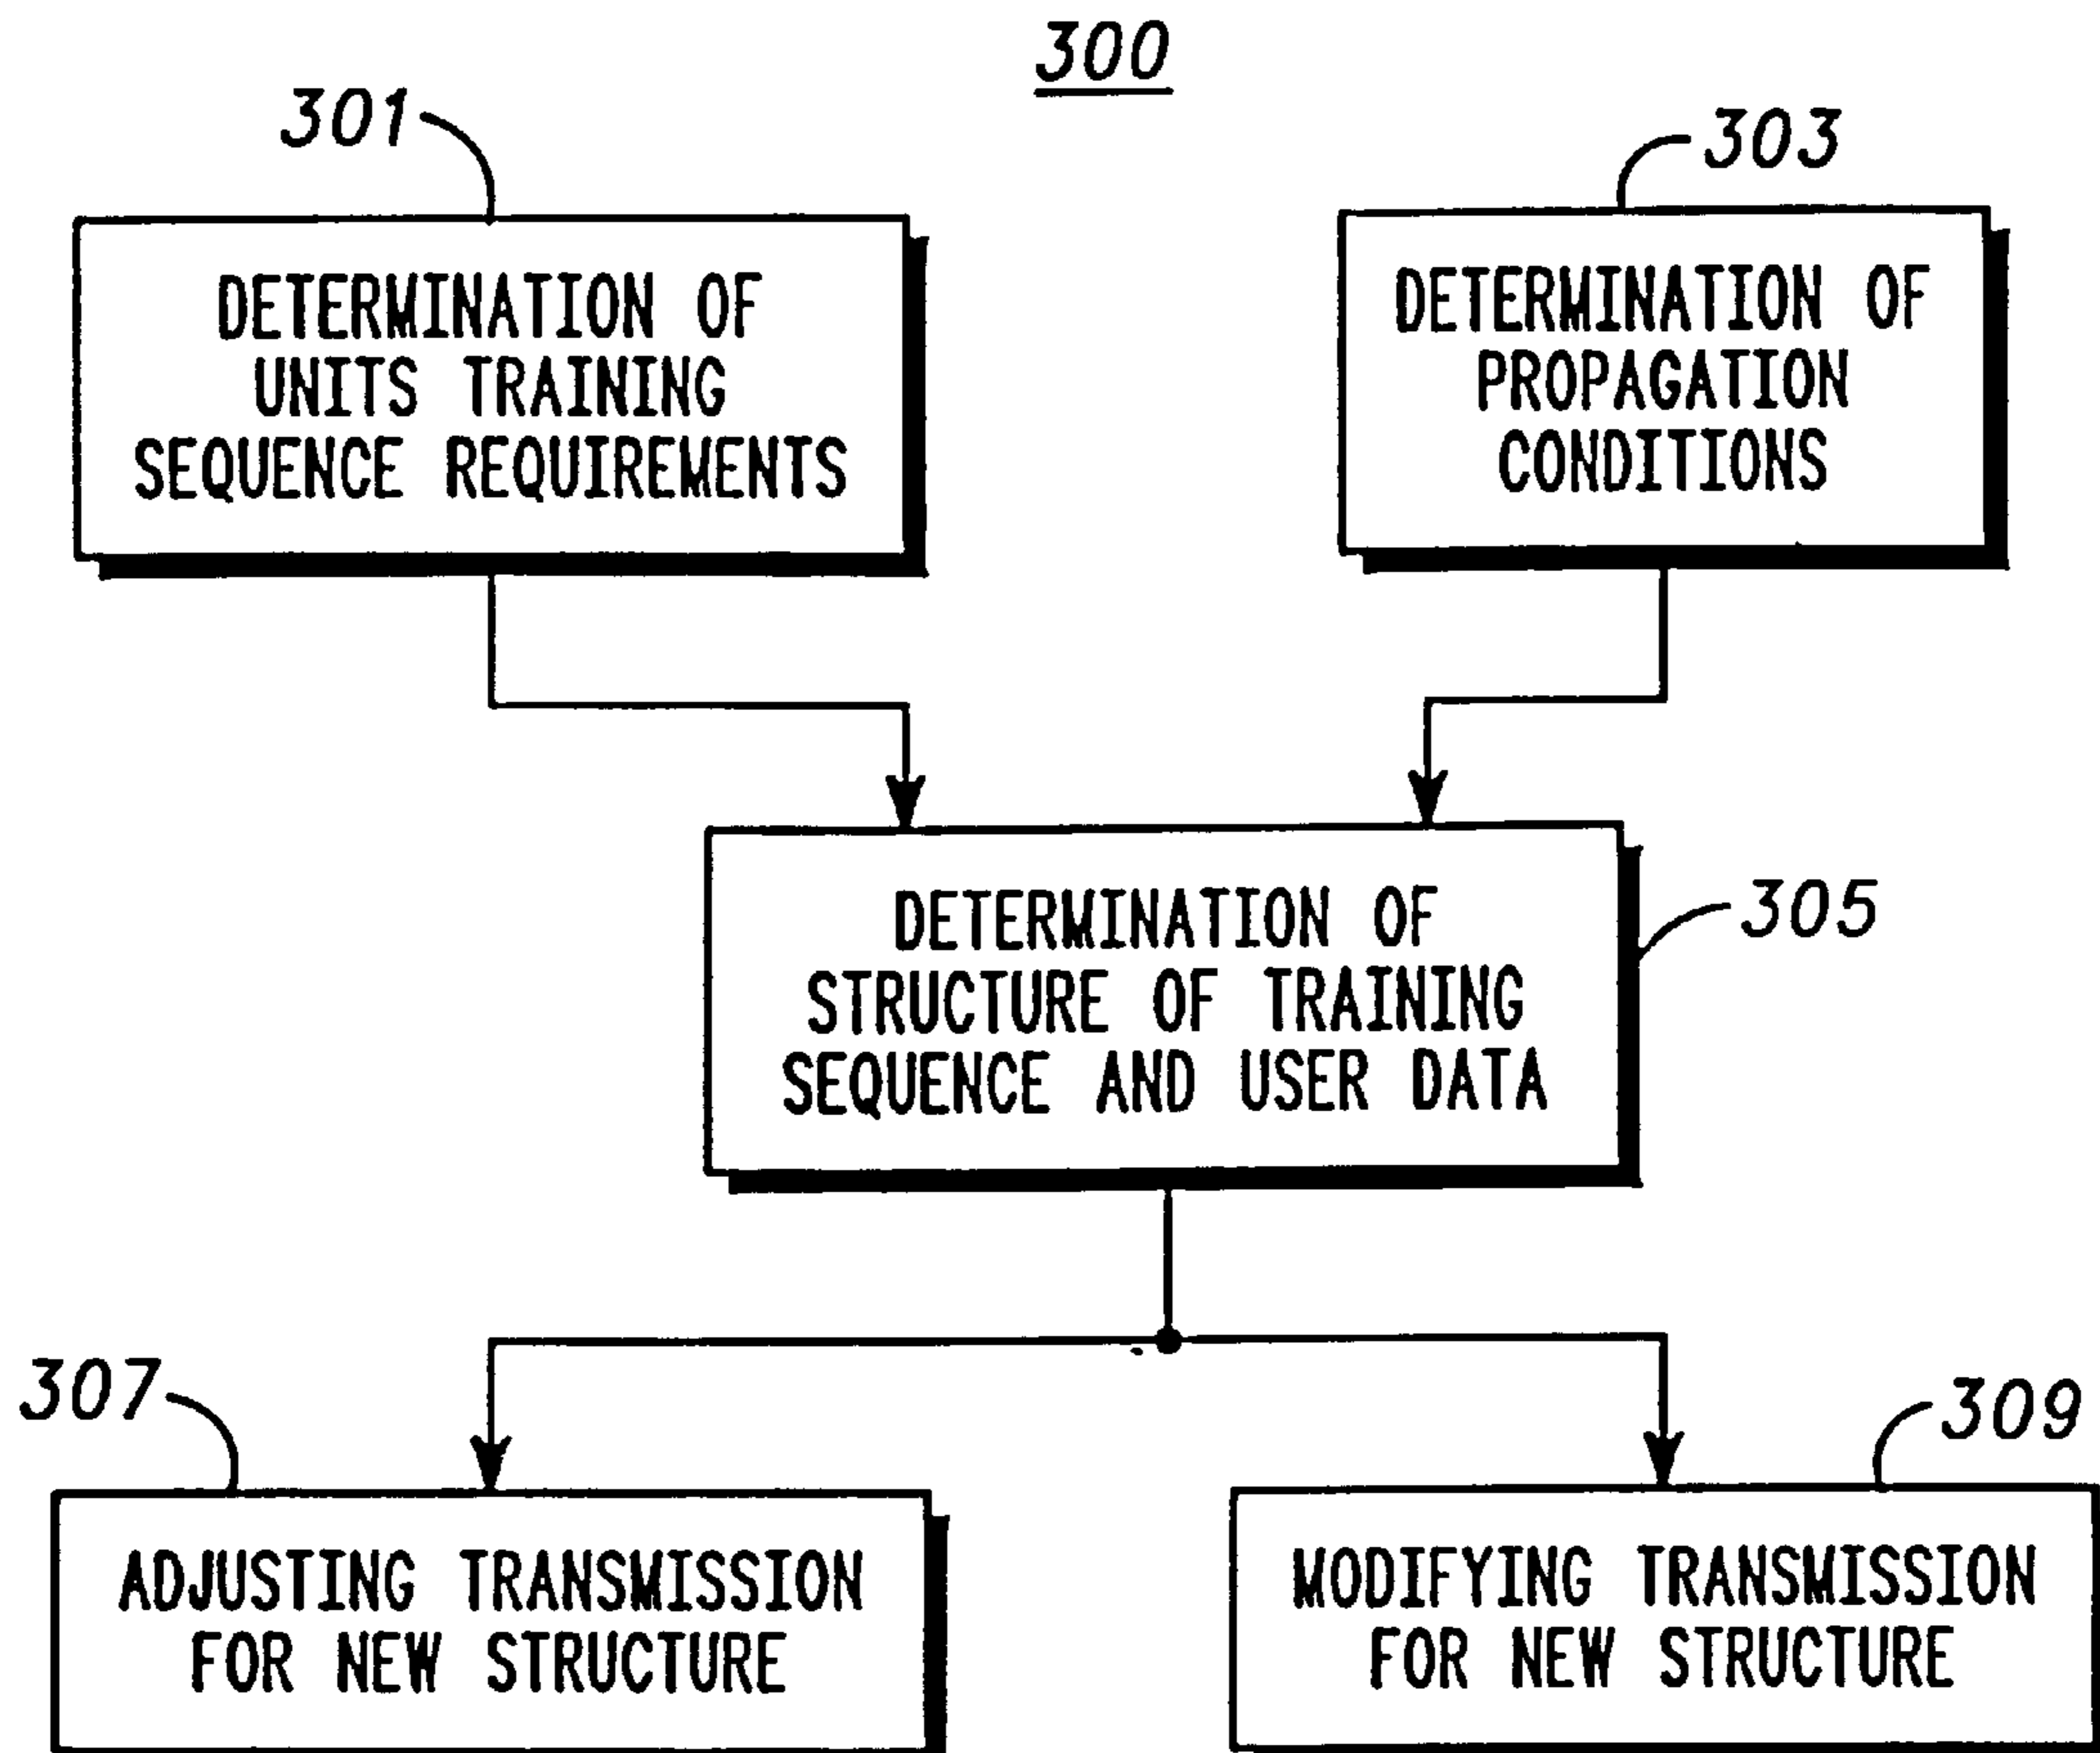 300
301
303
DETERMINATION OF
UNITS TRAINING
SEQUENCE REQUIREMENTS
DETERMINATION OF
PROPAGATION
CONDITIONS
DETERMINATION OF
STRUCTURE OF TRAINING
SEQUENCE AND USER DATA
305
307
309
ADJUSTING TRANSMISSION
FOR NEW STRUCTURE
MODIFYING TRANSMISSION
FOR NEW STRUCTURE